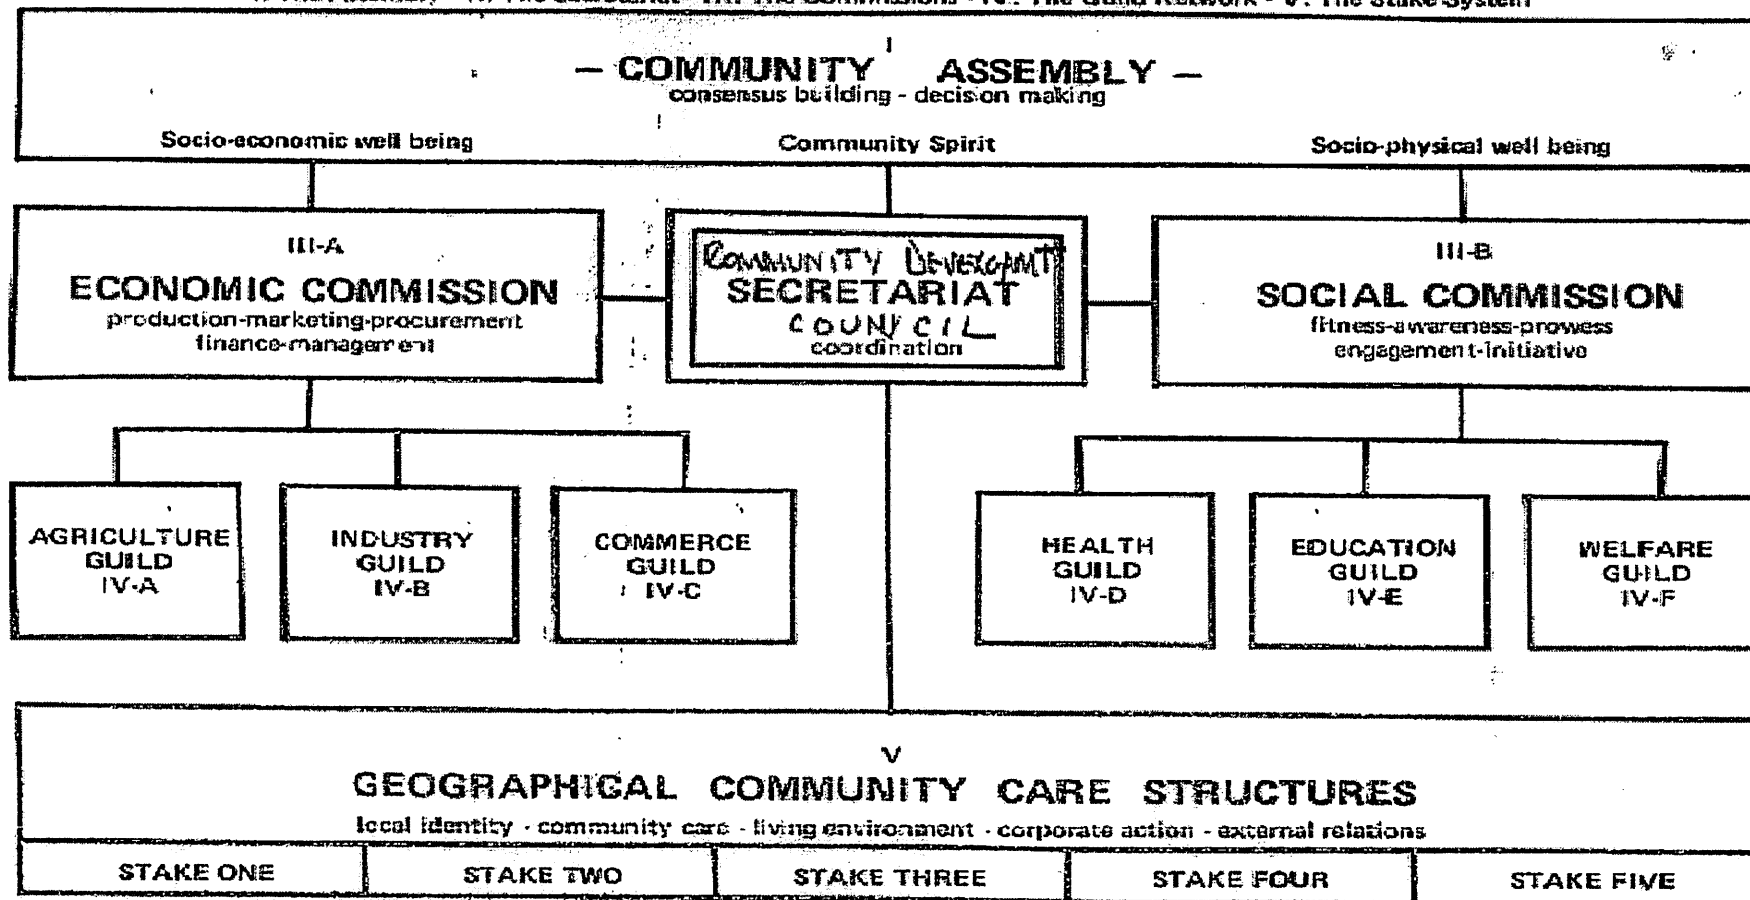 I
— COMMUNITY ASSEMBLY —
consensus building - decision making
Socio-economic well being
Community Spirit
Socio-physical well being
III-A
ECONOMIC COMMISSION
production-marketing-procurement
finance-management
COMMUNITY
SECRETARIAT
COUNCIL
coordination
III-B
SOCIAL COMMISSION
fitness-awareness-prowess
engagement-initiative
AGRICULTURE
GUILD
IV-A
INDUSTRY
GUILD
IV-B
COMMERCE
GUILD
IV-C
HEALTH
GUILD
IV-D
EDUCATION
GUILD
IV-E
WELFARE
GUILD
IV-F
V
GEOGRAPHICAL COMMUNITY CARE STRUCTURES
local identity - community care - living environment - corporate action - external relations
STAKE ONE
STAKE TWO
STAKE THREE
STAKE FOUR
STAKE FIVE